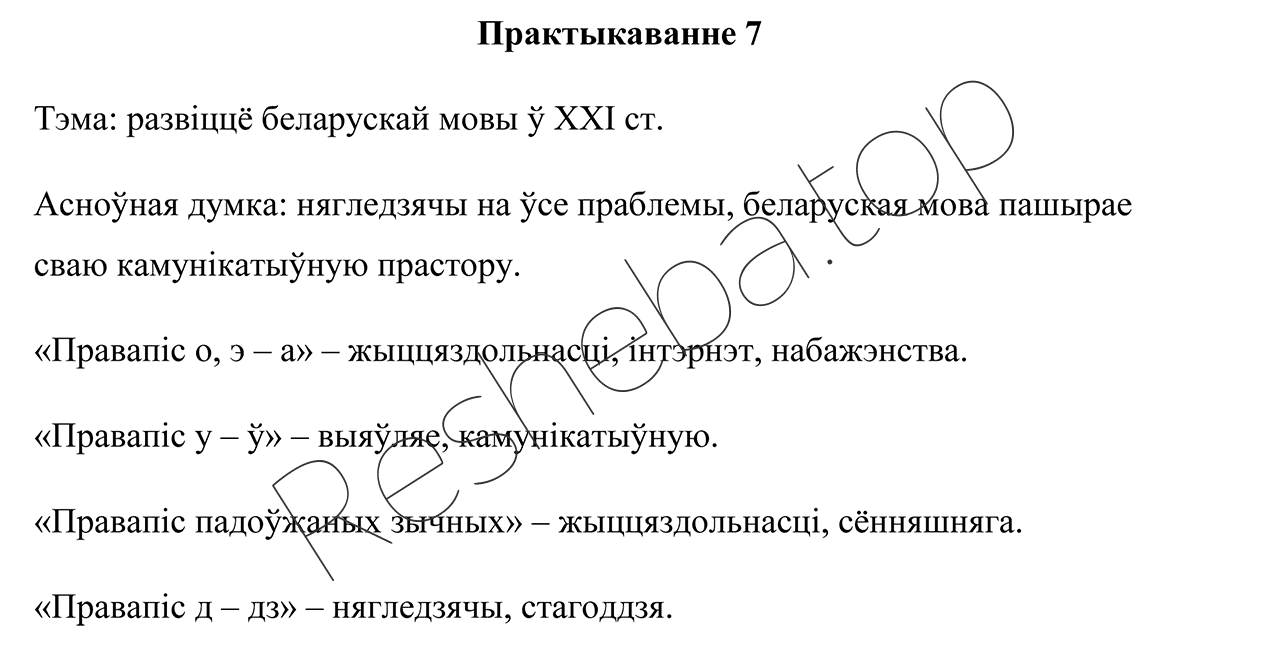 Практыкаванне 7
Тэма: развіццё беларускай мовы ў XXI ст.
Асноўная думка: нягледзячы на ўсе праблемы, беларуская мова пашырае
сваю камунікатыўную прастору.
«Правапіс о, э – а» – жыццяздольнасці, інтэрнэт, набажэнства.
«Правапіс у – ў» – выяўляе, камунікатыўную.
«Правапіс падоўжаных зычных» – жыццяздольнасці, сённяшняга.
«Правапіс д – дз» – нягледзячы, стагоддзя.
Resheba.top